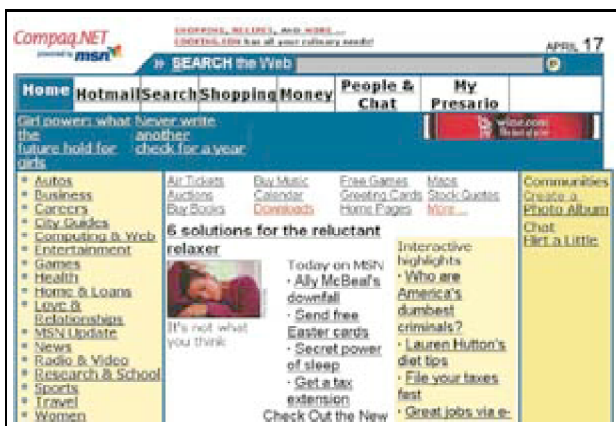 Compaq.NET
powered by msn
SHOPPING, RECIPES, AND MORE...
COOKING.COM has all your culinary needs!
APRIL 17
» SEARCH the Web
Home Hotmail Search Shopping Money People & Chat My Presario
Girl power: what the future hold for girls
Never write another check for a year
wine.com
Autos
Business
Careers
City Guides
Computing & Web
Entertainment
Games
Health
Home & Loans
Love & Relationships
MSN Update
News
Radio & Video
Research & School
Sports
Travel
Women
Air Tickets Buy Music Free Games Maps
Auctions Calendar Greeting Cards Stock Quotes
Buy Books Downloads Home Pages More ...
6 solutions for the reluctant
relaxer
It's not what
you think
Today on MSN
· Ally McBeal's
downfall
· Send free
Easter cards
· Secret power
of sleep
· Get a tax
extension
Check Out the New
Interactive
highlights
· Who are
America's
dumbest
criminals?
· Lauren Hutton's
diet tips
· File your taxes
fast
· Great jobs via e-
Communities
Create a
Photo Album
Chat
Flirt a Little